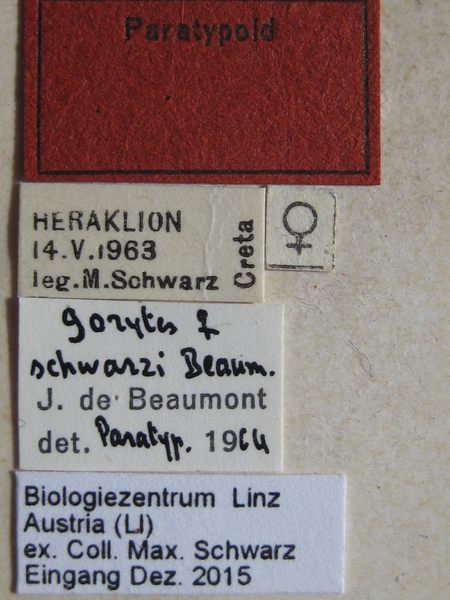 Paratypoid
HERAKLION
14.V.1963
leg.M.Schwarz
Creta
♀
Gorytes ♀
schwarzi Beaum.
J. de Beaumont
det. Paratyp. 1964
Biologiezentrum Linz
Austria (LI)
ex. Coll. Max. Schwarz
Eingang Dez. 2015